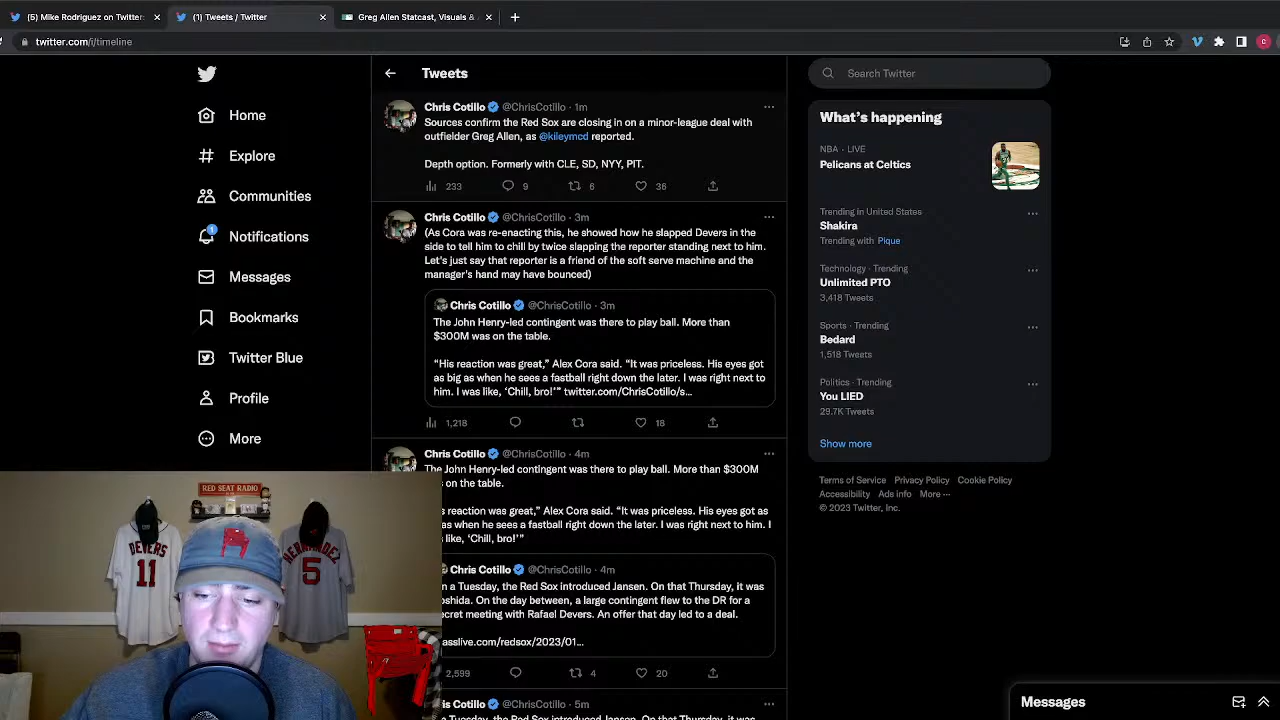 (5) Mike Rodriguez on Twitter:
(1) Tweets / Twitter
Greg Allen Statcast, Visuals &
twitter.com/i/timeline
Home
Explore
Communities
Notifications
1
Messages
Bookmarks
Twitter Blue
Profile
More
Tweets
Chris Cotillo @ChrisCotillo · 1m
Sources confirm the Red Sox are closing in on a minor-league deal with
outfielder Greg Allen, as @kileymcd reported.
Depth option. Formerly with CLE, SD, NYY, PIT.
233 9 6 36
Chris Cotillo @ChrisCotillo · 3m
(As Cora was re-enacting this, he showed how he slapped Devers in the
side to tell him to chill by twice slapping the reporter standing next to him.
Let's just say that reporter is a friend of the soft serve machine and the
manager's hand may have bounced)
Chris Cotillo @ChrisCotillo · 3m
The John Henry-led contingent was there to play ball. More than
$300M was on the table.
“His reaction was great,” Alex Cora said. “It was priceless. His eyes got
as big as when he sees a fastball right down the later. I was right next to
him. I was like, ‘Chill, bro!’” twitter.com/ChrisCotillo/s...
1,218 18
Chris Cotillo @ChrisCotillo · 4m
The John Henry-led contingent was there to play ball. More than $300M
s on the table.
reaction was great,” Alex Cora said. “It was priceless. His eyes got as
as when he sees a fastball right down the later. I was right next to him. I
s like, ‘Chill, bro!’”
Chris Cotillo @ChrisCotillo · 4m
n a Tuesday, the Red Sox introduced Jansen. On that Thursday, it was
oshida. On the day between, a large contingent flew to the DR for a
ecret meeting with Rafael Devers. An offer that day led to a deal.
asslive.com/redsox/2023/01...
2,599 4 20
Chris Cotillo @ChrisCotillo · 5m
a Tuesday, the Red Sox introduced Jansen. On that Thursday, it was
Search Twitter
What's happening
NBA · LIVE
Pelicans at Celtics
Trending in United States
Shakira
Trending with Pique
Technology · Trending
Unlimited PTO
3,418 Tweets
Sports · Trending
Bedard
1,518 Tweets
Politics · Trending
You LIED
29.7K Tweets
Show more
Terms of Service Privacy Policy Cookie Policy
Accessibility Ads info More ···
© 2023 Twitter, Inc.
Messages
RED SEAT RADIO
DEVERS
11
HERNANDEZ
5